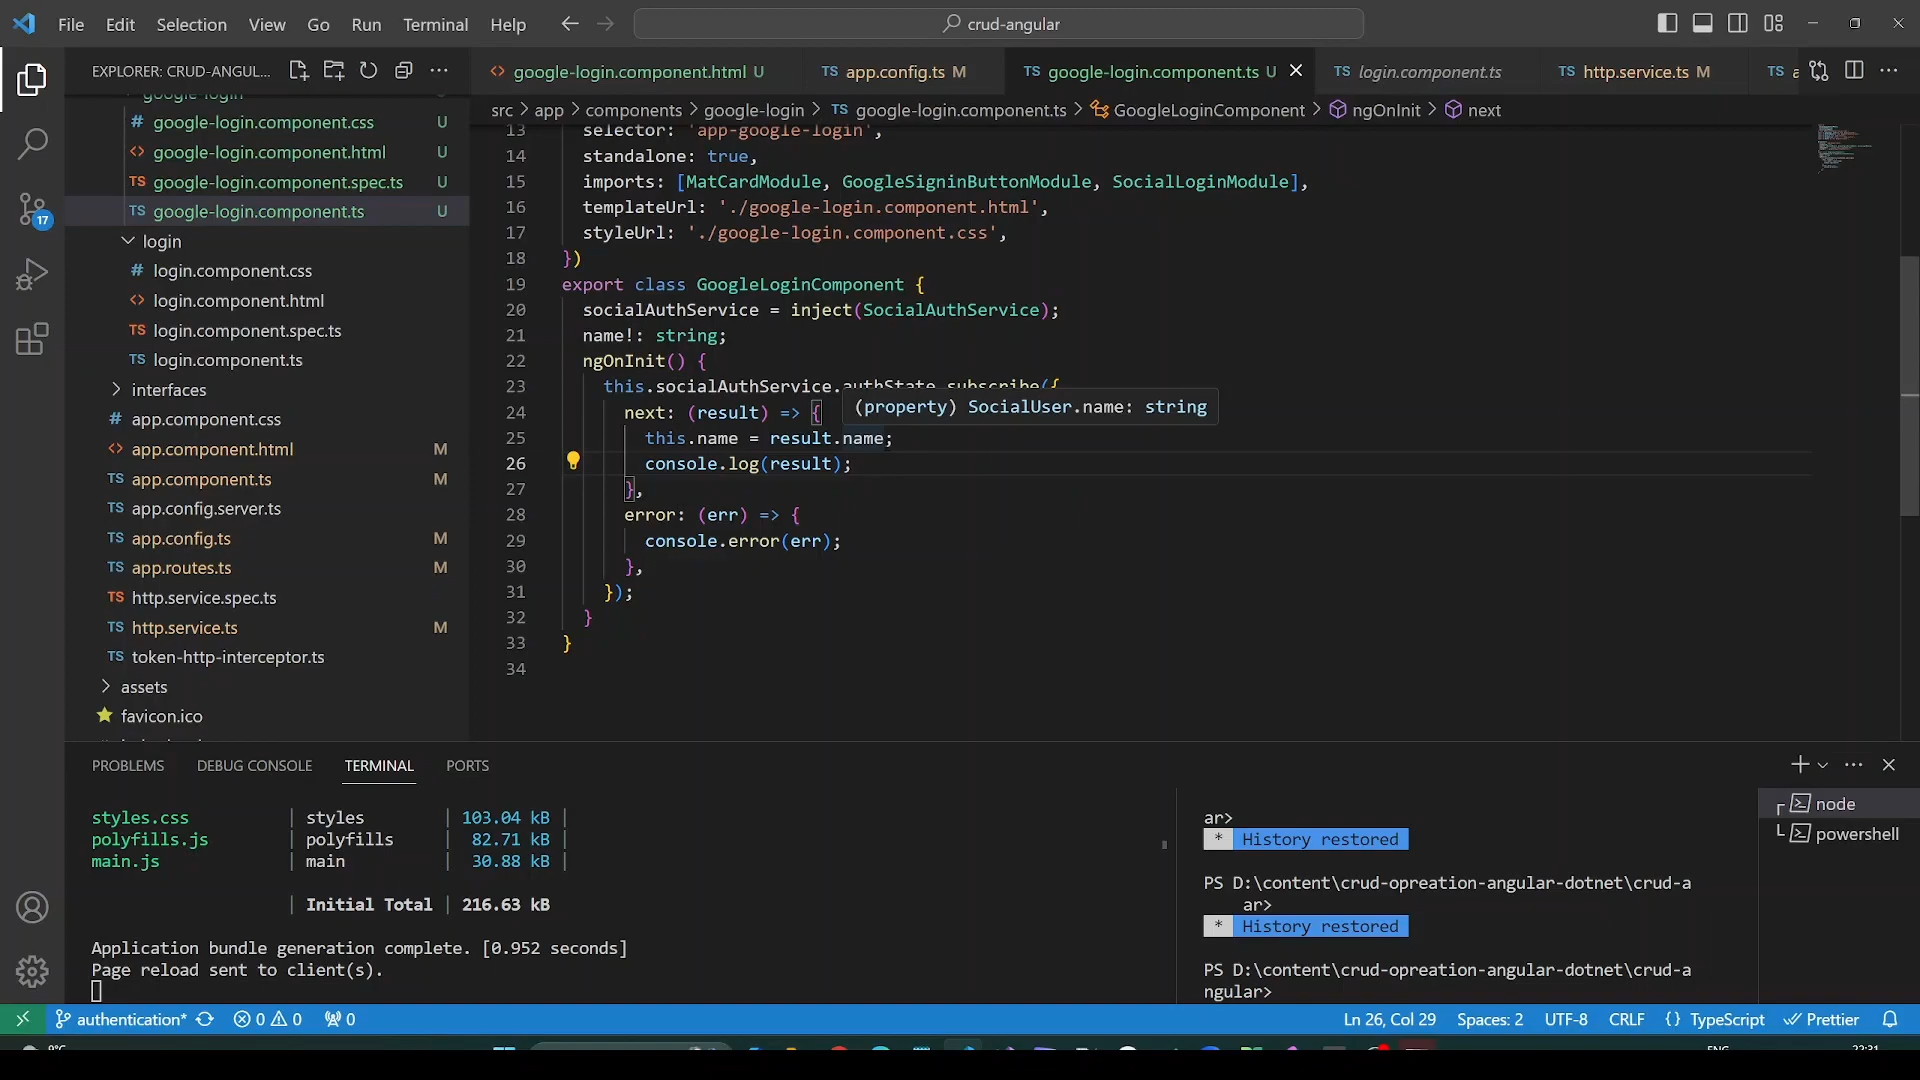 File Edit Selection View Go Run Terminal Help
crud-angular
EXPLORER: CRUD-ANGUL...
google-login.component.html U
TS app.config.ts M
TS google-login.component.ts U
TS login.component.ts
TS http.service.ts M
TS
src > app > components > google-login > TS google-login.component.ts > GoogleLoginComponent > ngOnInit > next
google-login
# google-login.component.css U
<> google-login.component.html U
TS google-login.component.spec.ts U
TS google-login.component.ts U
login
# login.component.css
<> login.component.html
TS login.component.spec.ts
TS login.component.ts
interfaces
# app.component.css
<> app.component.html M
TS app.component.ts M
TS app.config.server.ts
TS app.config.ts M
TS app.routes.ts M
TS http.service.spec.ts
TS http.service.ts M
TS token-http-interceptor.ts
assets
favicon.ico
17
13 selector: 'app-google-login',
14 standalone: true,
15 imports: [MatCardModule, GoogleSigninButtonModule, SocialLoginModule],
16 templateUrl: './google-login.component.html',
17 styleUrl: './google-login.component.css',
18 })
19 export class GoogleLoginComponent {
20 socialAuthService = inject(SocialAuthService);
21 name!: string;
22 ngOnInit() {
23 this.socialAuthService.authState.subscribe({
24 next: (result) => {
(property) SocialUser.name: string
25 this.name = result.name;
26 console.log(result);
27 },
28 error: (err) => {
29 console.error(err);
30 },
31 });
32 }
33 }
34
PROBLEMS DEBUG CONSOLE TERMINAL PORTS
styles.css | styles | 103.04 kB |
polyfills.js | polyfills | 82.71 kB |
main.js | main | 30.88 kB |
| Initial Total | 216.63 kB
Application bundle generation complete. [0.952 seconds]
Page reload sent to client(s).
ar>
* History restored
PS D:\content\crud-opreation-angular-dotnet\crud-a
ar>
* History restored
PS D:\content\crud-opreation-angular-dotnet\crud-a
ngular>
node
powershell
authentication* 0 0 0
Ln 26, Col 29 Spaces: 2 UTF-8 CRLF {} TypeScript Prettier